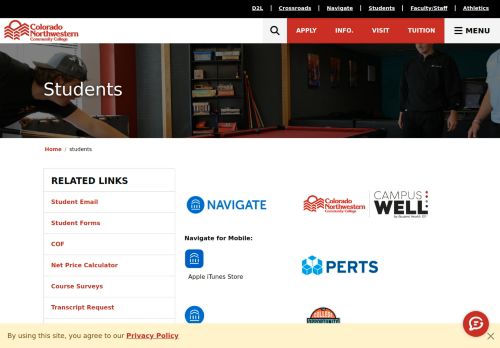 D2L | Crossroads | Navigate | Students | Faculty/Staff | Athletics
Colorado
Northwestern
Community College
APPLY INFO. VISIT TUITION MENU
Students
Home / students
RELATED LINKS
Student Email
Student Forms
COF
Net Price Calculator
Course Surveys
Transcript Request
NAVIGATE
Colorado
Northwestern
Community College
CAMPUS
WELL
Navigate for Mobile:
Apple iTunes Store
PERTS
COLLEGE
By using this site, you agree to our Privacy Policy